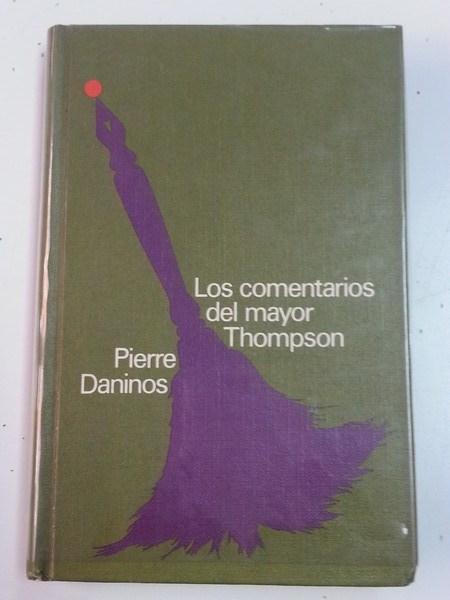 Los comentarios
del mayor
Thompson
Pierre
Daninos